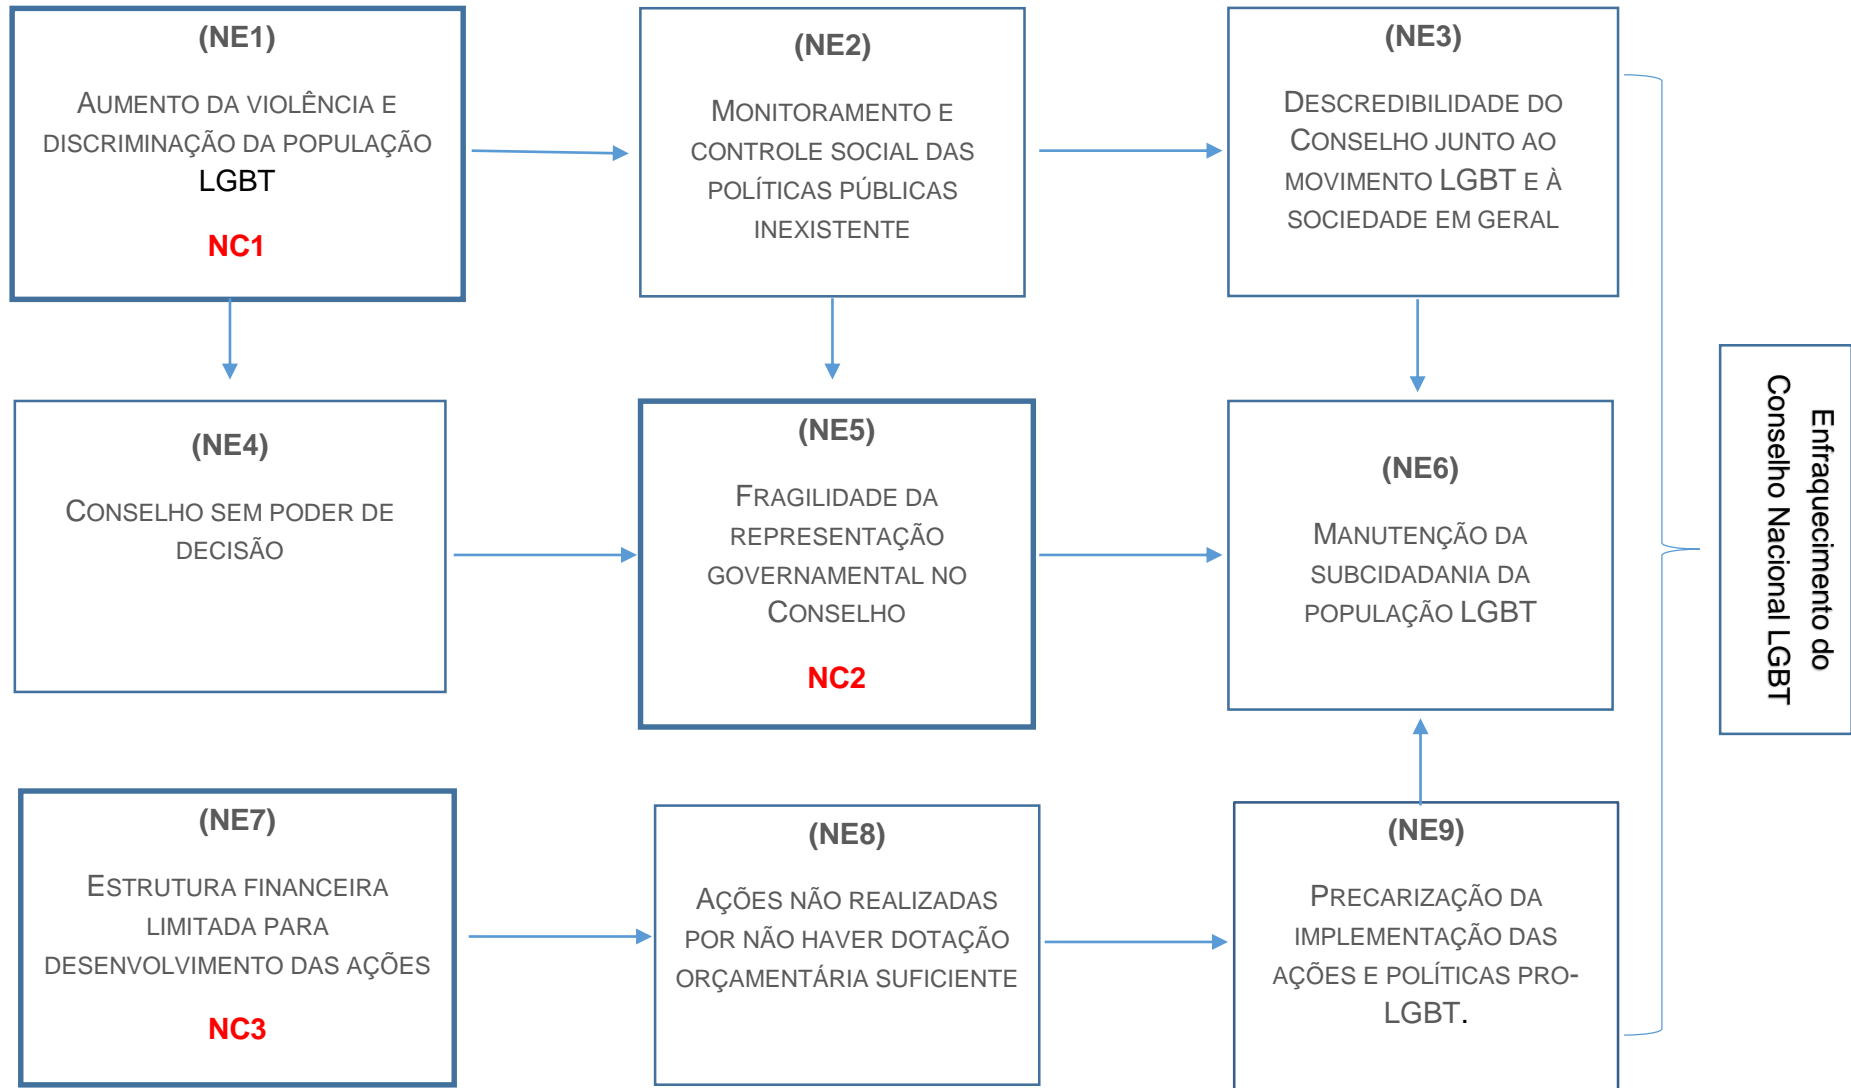 (NE1)
AUMENTO DA VIOLÊNCIA E
DISCRIMINAÇÃO DA POPULAÇÃO
LGBT
NC1
(NE2)
MONITORAMENTO E
CONTROLE SOCIAL DAS
POLÍTICAS PÚBLICAS
INEXISTENTE
(NE3)
DESCREDIBILIDADE DO
CONSELHO JUNTO AO
MOVIMENTO LGBT E À
SOCIEDADE EM GERAL
(NE4)
CONSELHO SEM PODER DE
DECISÃO
(NE5)
FRAGILIDADE DA
REPRESENTAÇÃO
GOVERNAMENTAL NO
CONSELHO
NC2
(NE6)
MANUTENÇÃO DA
SUBCIDADANIA DA
POPULAÇÃO LGBT
(NE7)
ESTRUTURA FINANCEIRA
LIMITADA PARA
DESENVOLVIMENTO DAS AÇÕES
NC3
(NE8)
AÇÕES NÃO REALIZADAS
POR NÃO HAVER DOTAÇÃO
ORÇAMENTÁRIA SUFICIENTE
(NE9)
PRECARIZAÇÃO DA
IMPLEMENTAÇÃO DAS
AÇÕES E POLÍTICAS PRO-
LGBT.
Enfraquecimento do
Conselho Nacional LGBT